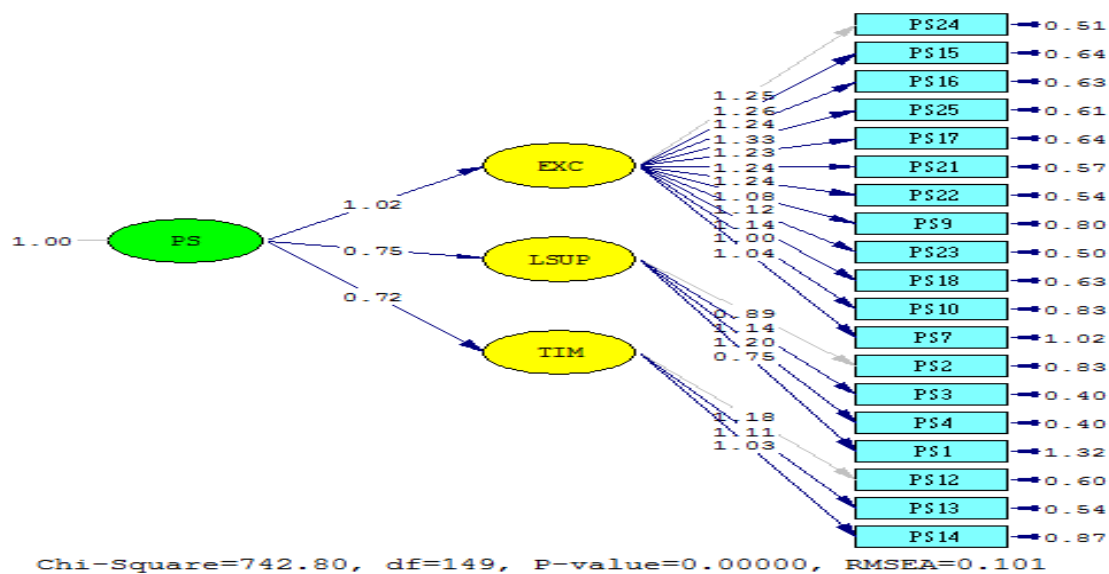 PS24 0.51
PS15 0.64
PS16 0.63
1.25
1.26
PS25 0.61
1.24
1.33
PS17 0.64
1.23
EXC
1.24
PS21 0.57
1.24
PS22 0.54
1.08
1.02
1.12
PS9 0.80
1.14
1.00 PS 1.00
0.75
1.04
PS23 0.50
LSUP
PS18 0.63
0.72
0.89
PS10 0.83
1.14
1.20
PS7 1.02
TIM
0.75
PS2 0.83
PS3 0.40
1.18
PS4 0.40
1.11
1.03
PS1 1.32
PS12 0.60
PS13 0.54
PS14 0.87
Chi-Square=742.80, df=149, P-value=0.00000, RMSEA=0.101